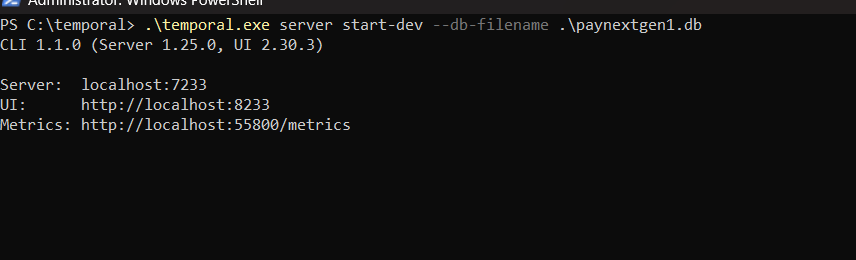 Administrator: Windows PowerShell
PS C:\temporal> .\temporal.exe server start-dev --db-filename .\paynextgen1.db
CLI 1.1.0 (Server 1.25.0, UI 2.30.3)
Server:  localhost:7233
UI:      http://localhost:8233
Metrics: http://localhost:55800/metrics